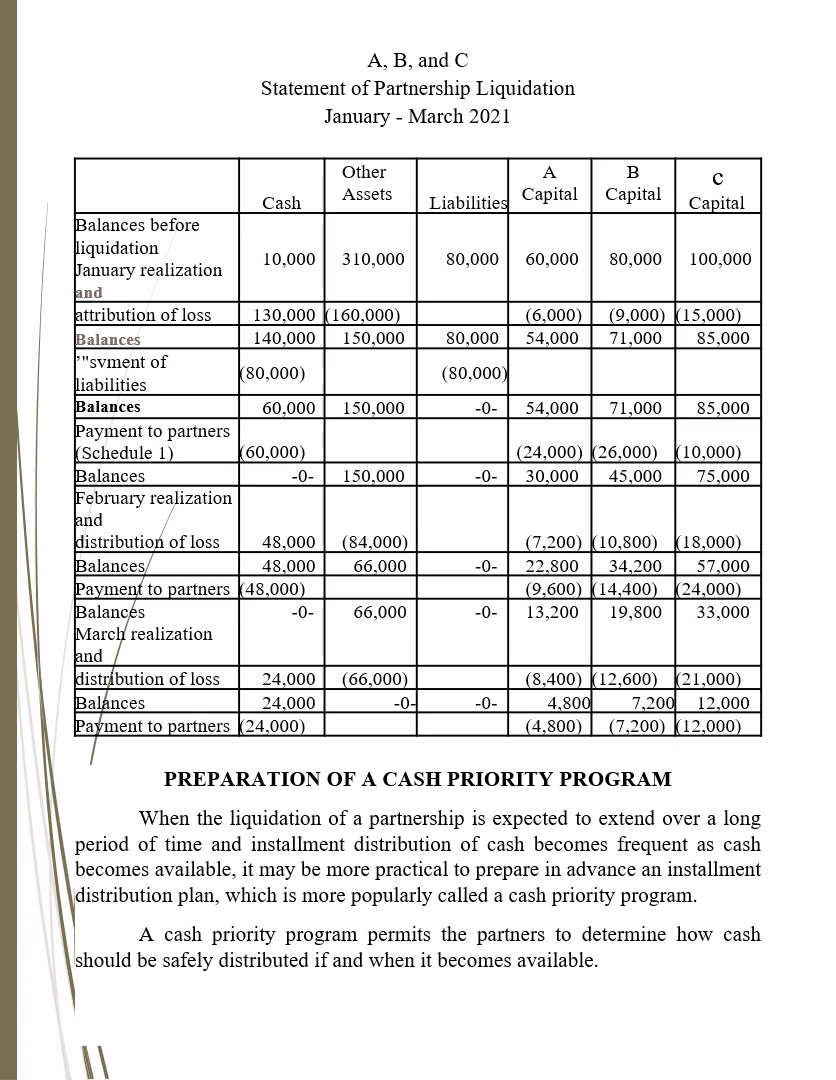 A, B, and C
Statement of Partnership Liquidation
January - March 2021
Cash Other Assets Liabilities A Capital B Capital C Capital
Balances before
liquidation
January realization 10,000 310,000 80,000 60,000 80,000 100,000
and
attribution of loss 130,000 (160,000) (6,000) (9,000) (15,000)
Balances 140,000 150,000 80,000 54,000 71,000 85,000
’"svment of
liabilities (80,000) (80,000)
Balances 60,000 150,000 -0- 54,000 71,000 85,000
Payment to partners
(Schedule 1) (60,000) (24,000) (26,000) (10,000)
Balances -0- 150,000 -0- 30,000 45,000 75,000
February realization
and
distribution of loss 48,000 (84,000) (7,200) (10,800) (18,000)
Balances 48,000 66,000 -0- 22,800 34,200 57,000
Payment to partners (48,000) (9,600) (14,400) (24,000)
Balances -0- 66,000 -0- 13,200 19,800 33,000
March realization
and
distribution of loss 24,000 (66,000) (8,400) (12,600) (21,000)
Balances 24,000 -0- -0- 4,800 7,200 12,000
Payment to partners (24,000) (4,800) (7,200) (12,000)
PREPARATION OF A CASH PRIORITY PROGRAM
When the liquidation of a partnership is expected to extend over a long
period of time and installment distribution of cash becomes frequent as cash
becomes available, it may be more practical to prepare in advance an installment
distribution plan, which is more popularly called a cash priority program.
A cash priority program permits the partners to determine how cash
should be safely distributed if and when it becomes available.